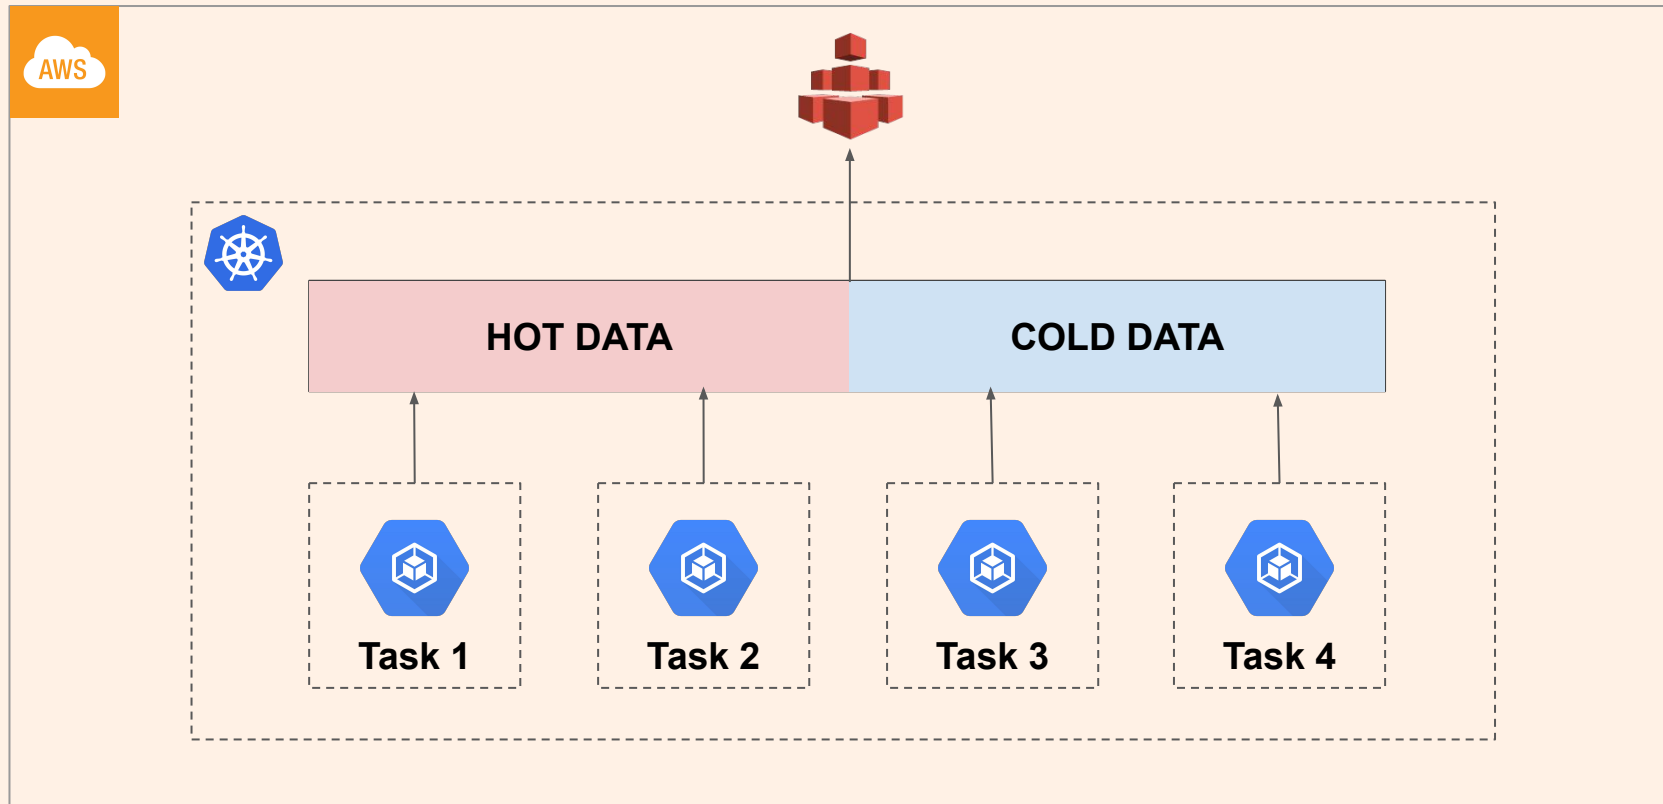 AWS
HOT DATA
COLD DATA
Task 1
Task 2
Task 3
Task 4